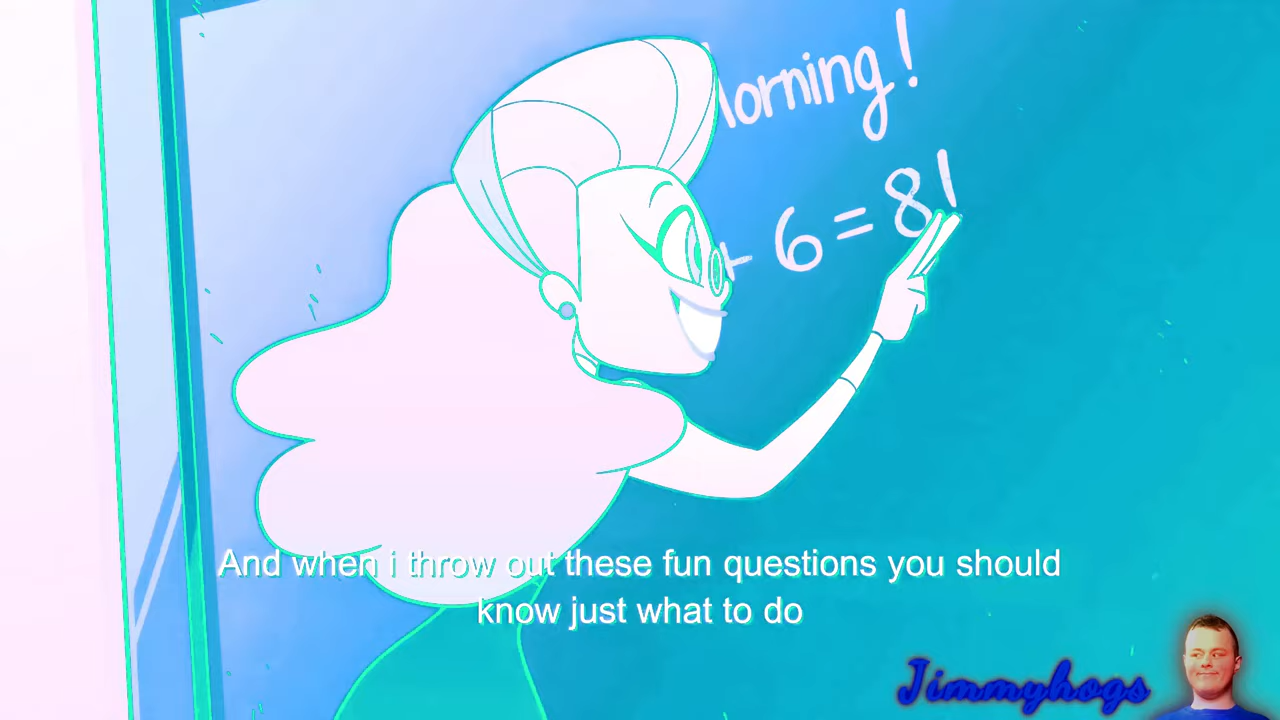 orning!
+ 6 = 8!
And when i throw out these fun questions you should
know just what to do
Jimmyhogs